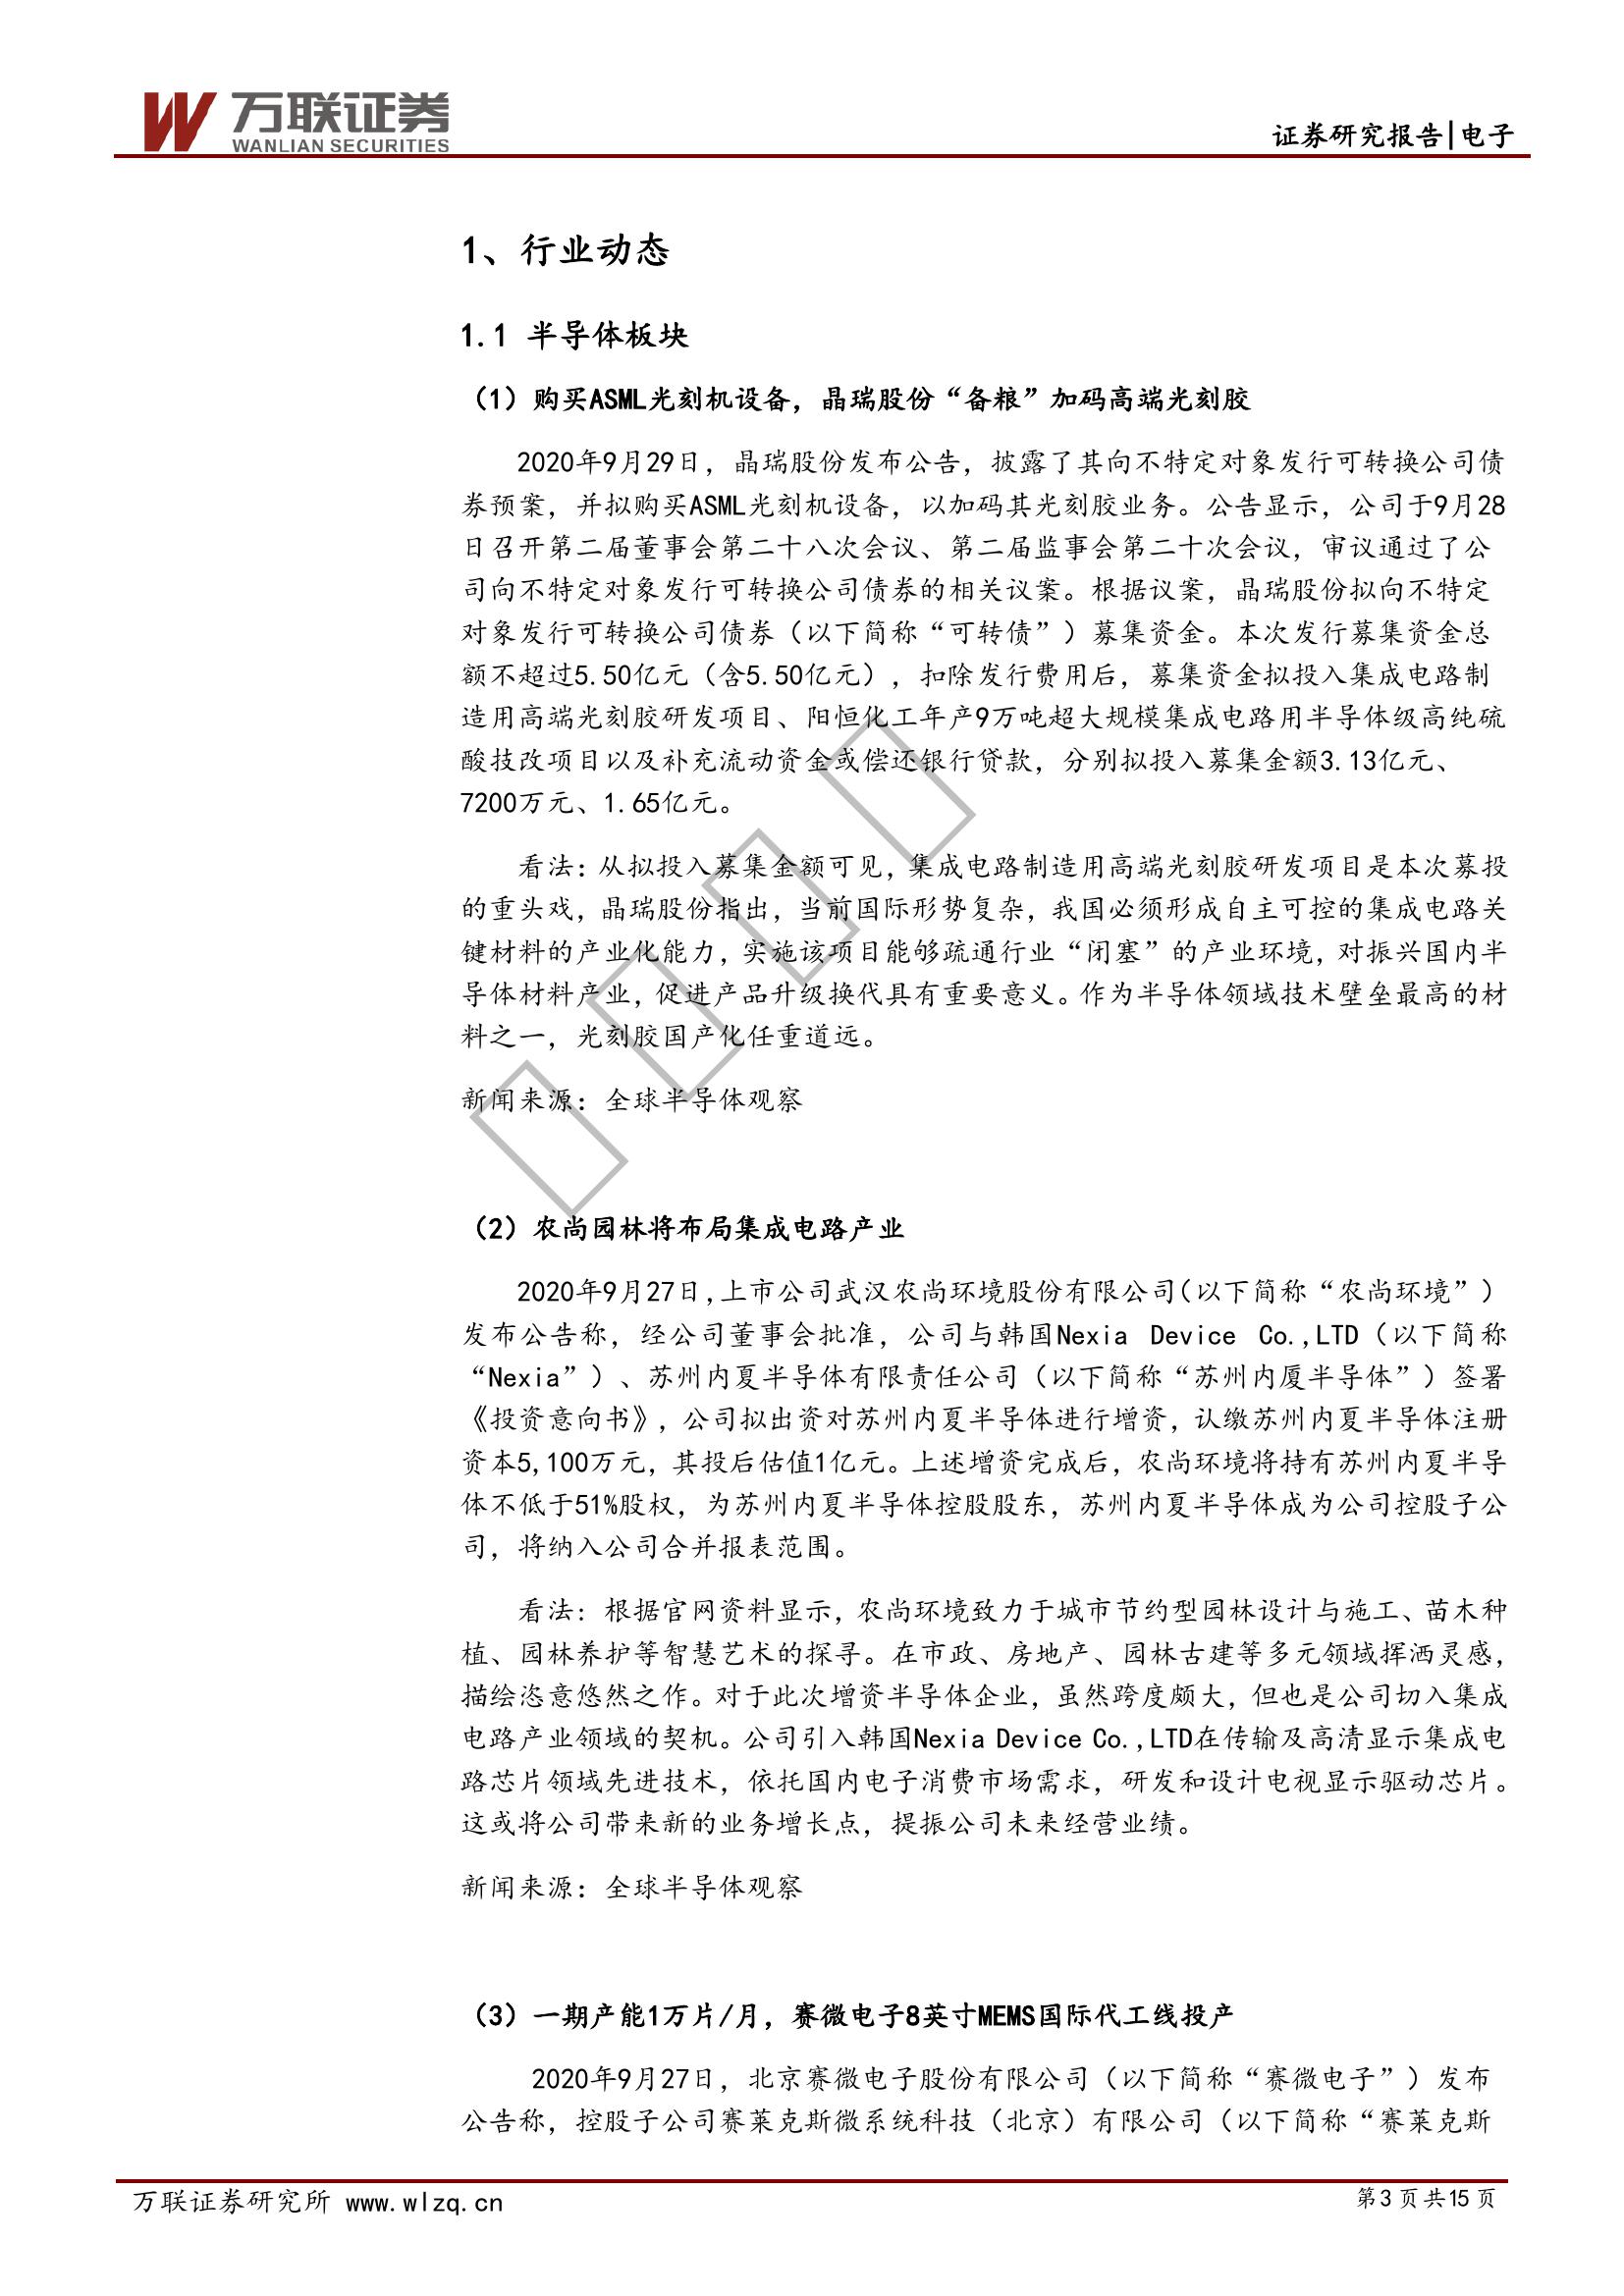 万联证券
WANLIAN SECURITIES
证券研究报告|电子
1、行业动态
1.1 半导体板块
（1）购买ASML光刻机设备，晶瑞股份“备粮”加码高端光刻胶
2020年9月29日，晶瑞股份发布公告，披露了其向不特定对象发行可转换公司债
券预案，并拟购买ASML光刻机设备，以加码其光刻胶业务。公告显示，公司于9月28
日召开第二届董事会第二十八次会议、第二届监事会第二十次会议，审议通过了公
司向不特定对象发行可转换公司债券的相关议案。根据议案，晶瑞股份拟向不特定
对象发行可转换公司债券（以下简称“可转债”）募集资金。本次发行募集资金总
额不超过5.50亿元（含5.50亿元），扣除发行费用后，募集资金拟投入集成电路制
造用高端光刻胶研发项目、阳恒化工年产9万吨超大规模集成电路用半导体级高纯硫
酸技改项目以及补充流动资金或偿还银行贷款，分别拟投入募集金额3.13亿元、
7200万元、1.65亿元。
看法：从拟投入募集金额可见，集成电路制造用高端光刻胶研发项目是本次募投
的重头戏，晶瑞股份指出，当前国际形势复杂，我国必须形成自主可控的集成电路关
键材料的产业化能力，实施该项目能够疏通行业“闭塞”的产业环境，对振兴国内半
导体材料产业，促进产品升级换代具有重要意义。作为半导体领域技术壁垒最高的材
料之一，光刻胶国产化任重道远。
新闻来源：全球半导体观察
（2）农尚园林将布局集成电路产业
2020年9月27日，上市公司武汉农尚环境股份有限公司（以下简称“农尚环境”）
发布公告称，经公司董事会批准，公司与韩国Nexia Device Co.,LTD（以下简称
“Nexia”）、苏州内夏半导体有限责任公司（以下简称“苏州内厦半导体”）签署
《投资意向书》，公司拟出资对苏州内夏半导体进行增资，认缴苏州内夏半导体注册
资本5,100万元，其投后估值1亿元。上述增资完成后，农尚环境将持有苏州内夏半导
体不低于51%股权，为苏州内夏半导体控股股东，苏州内夏半导体成为公司控股子公
司，将纳入公司合并报表范围。
看法：根据官网资料显示，农尚环境致力于城市节约型园林设计与施工、苗木种
植、园林养护等智慧艺术的探寻。在市政、房地产、园林古建等多元领域挥洒灵感，
描绘恣意悠然之作。对于此次增资半导体企业，虽然跨度颇大，但也是公司切入集成
电路产业领域的契机。公司引入韩国Nexia Device Co.,LTD在传输及高清显示集成电
路芯片领域先进技术，依托国内电子消费市场需求，研发和设计电视显示驱动芯片。
这或将公司带来新的业务增长点，提振公司未来经营业绩。
新闻来源：全球半导体观察
（3）一期产能1万片/月，赛微电子8英寸MEMS国际代工线投产
2020年9月27日，北京赛微电子股份有限公司（以下简称“赛微电子”）发布
公告称，控股子公司赛莱克斯微系统科技（北京）有限公司（以下简称“赛莱克斯
万联证券研究所 www.wlzq.cn
第3页共15页